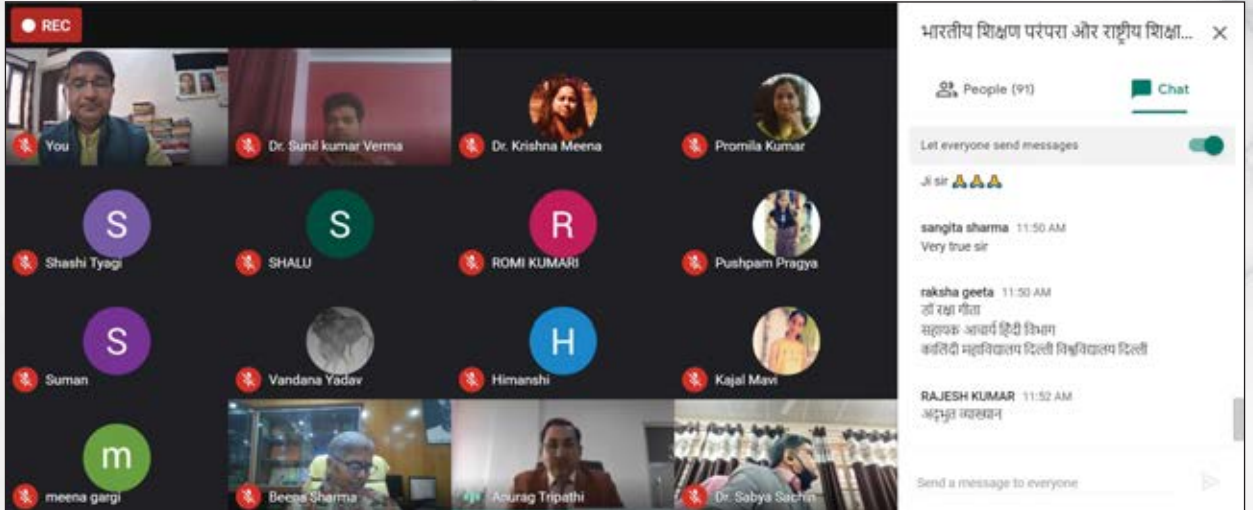 REC
भारतीय शिक्षण परंपरा और राष्ट्रीय शिक्षा...
People (91)
Chat
Let everyone send messages
Ji sir 🙏🙏🙏
sangita sharma 11:50 AM
Very true sir
raksha geeta 11:50 AM
डॉ रक्षा गीता
सहायक आचार्य हिंदी विभाग
कालिंदी महाविद्यालय दिल्ली विश्वविद्यालय दिल्ली
RAJESH KUMAR 11:52 AM
अद्भुत व्याख्यान
Send a message to everyone
You
Dr. Sunil kumar Verma
Dr. Krishna Meena
Promila Kumar
S
Shashi Tyagi
S
SHALU
R
ROMI KUMARI
Pushpam Pragya
S
Suman
Vandana Yadav
H
Himanshi
Kajal Mavi
m
meena gargi
Beena Sharma
Anurag Tripathi
Dr. Sabya Sachin